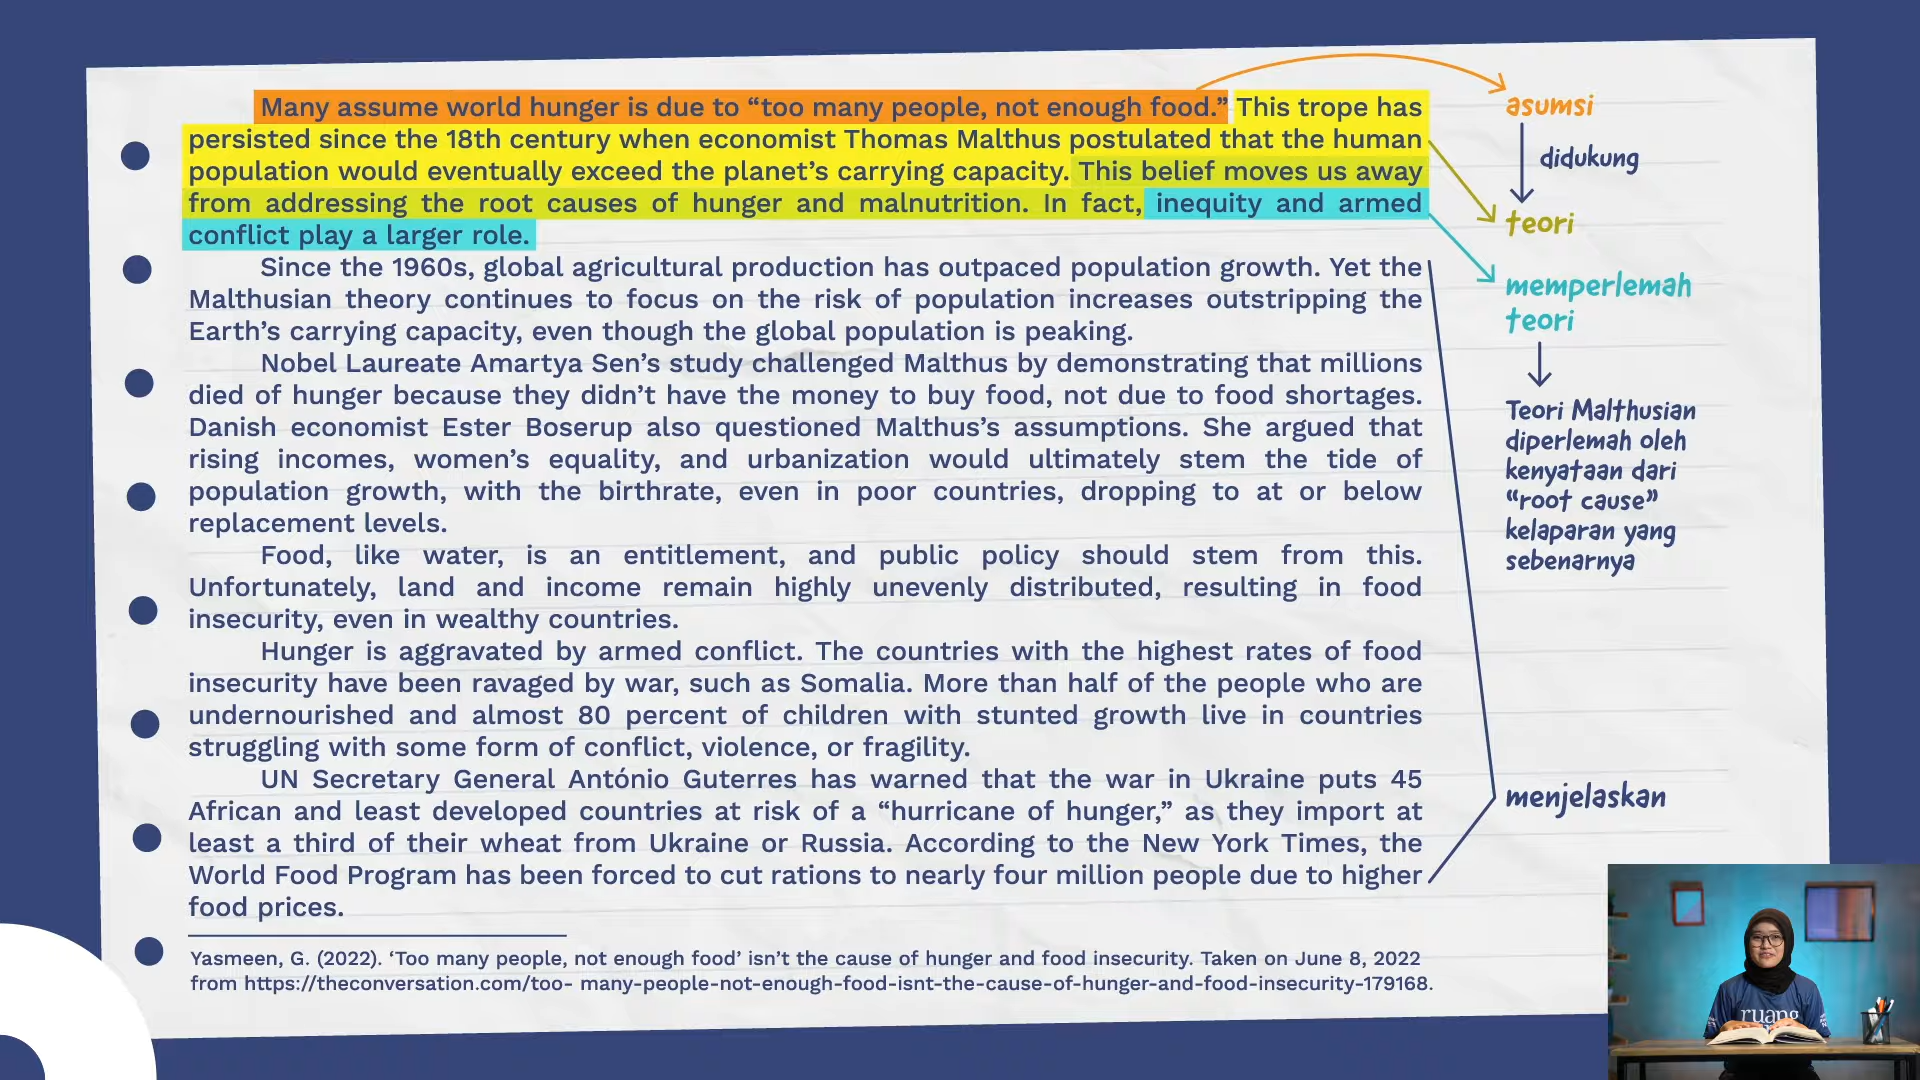 Many assume world hunger is due to “too many people, not enough food.” This trope has
persisted since the 18th century when economist Thomas Malthus postulated that the human
population would eventually exceed the planet’s carrying capacity. This belief moves us away
from addressing the root causes of hunger and malnutrition. In fact, inequity and armed
conflict play a larger role.
Since the 1960s, global agricultural production has outpaced population growth. Yet the
Malthusian theory continues to focus on the risk of population increases outstripping the
Earth’s carrying capacity, even though the global population is peaking.
Nobel Laureate Amartya Sen’s study challenged Malthus by demonstrating that millions
died of hunger because they didn’t have the money to buy food, not due to food shortages.
Danish economist Ester Boserup also questioned Malthus’s assumptions. She argued that
rising incomes, women’s equality, and urbanization would ultimately stem the tide of
population growth, with the birthrate, even in poor countries, dropping to at or below
replacement levels.
Food, like water, is an entitlement, and public policy should stem from this.
Unfortunately, land and income remain highly unevenly distributed, resulting in food
insecurity, even in wealthy countries.
Hunger is aggravated by armed conflict. The countries with the highest rates of food
insecurity have been ravaged by war, such as Somalia. More than half of the people who are
undernourished and almost 80 percent of children with stunted growth live in countries
struggling with some form of conflict, violence, or fragility.
UN Secretary General António Guterres has warned that the war in Ukraine puts 45
African and least developed countries at risk of a “hurricane of hunger,” as they import at
least a third of their wheat from Ukraine or Russia. According to the New York Times, the
World Food Program has been forced to cut rations to nearly four million people due to higher
food prices.
Yasmeen, G. (2022). ‘Too many people, not enough food’ isn’t the cause of hunger and food insecurity. Taken on June 8, 2022
from https://theconversation.com/too- many-people-not-enough-food-isnt-the-cause-of-hunger-and-food-insecurity-179168.
asumsi
didukung
teori
memperlemah
teori
Teori Malthusian
diperlemah oleh
kenyataan dari
“root cause”
kelaparan yang
sebenarnya
menjelaskan
ruang